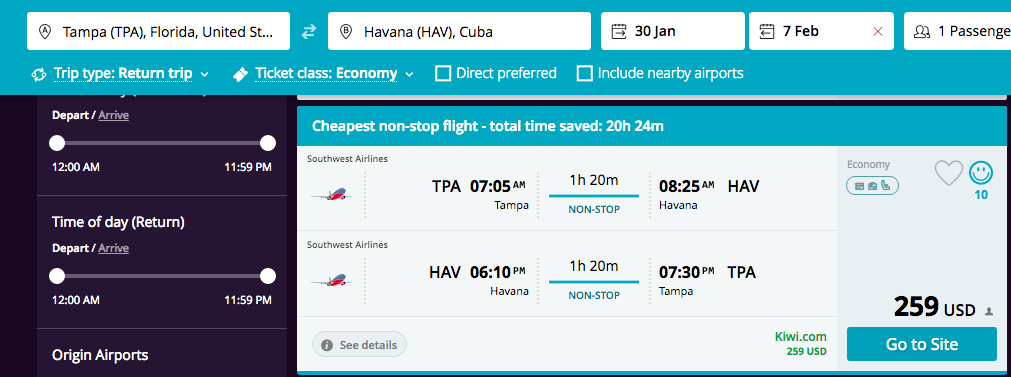 Tampa (TPA), Florida, United St...
Havana (HAV), Cuba
30 Jan
7 Feb
1 Passenge
Trip type: Return trip
Ticket class: Economy
Direct preferred
Include nearby airports
Depart / Arrive
12:00 AM 11:59 PM
Time of day (Return)
Depart / Arrive
12:00 AM 11:59 PM
Origin Airports
Cheapest non-stop flight - total time saved: 20h 24m
Southwest Airlines
TPA 07:05 AM
Tampa
1h 20m
NON-STOP
08:25 AM HAV
Havana
Southwest Airlines
HAV 06:10 PM
Havana
1h 20m
NON-STOP
07:30 PM TPA
Tampa
See details
Kiwi.com
259 USD
Economy
10
259 USD
Go to Site